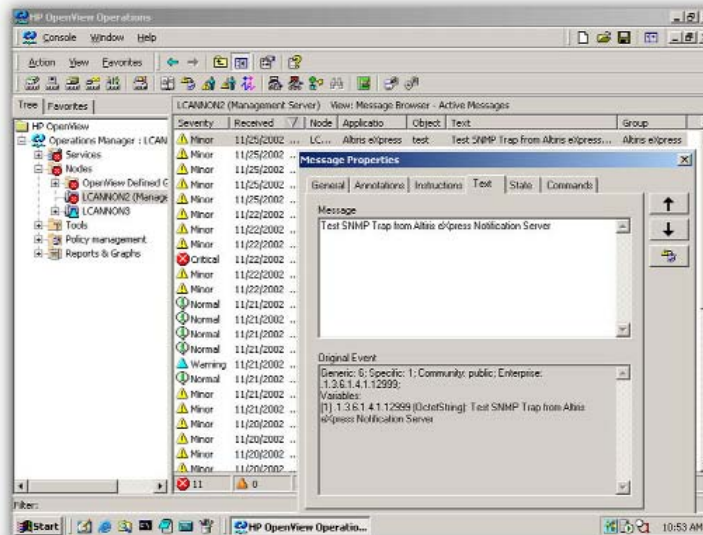 HP OpenView Operations
Console Window Help
Action View Favorites
Tree Favorites
LCANNON2 (Management Server) View: Message Browser - Active Messages
HP OpenView
Operations Manager : LCAN
Services
Nodes
OpenView Defined G
LCANNON2 (Manage
LCANNON3
Tools
Policy management
Reports & Graphs
Severity Received Node Applicatio Object Text Group
Minor 11/25/2002 ... LC... Altiris eXpress test Test SNMP Trap from Altiris eXpress... Altiris eXpress
Minor 11/25/2002 ...
Minor 11/25/2002 ...
Minor 11/25/2002 ...
Minor 11/25/2002 ...
Minor 11/22/2002 ...
Minor 11/22/2002 ...
Minor 11/22/2002 ...
Critical 11/22/2002 ...
Minor 11/22/2002 ...
Minor 11/22/2002 ...
Normal 11/21/2002 ...
Normal 11/21/2002 ...
Normal 11/21/2002 ...
Normal 11/21/2002 ...
Warning 11/21/2002 ...
Normal 11/21/2002 ...
Minor 11/21/2002 ...
Minor 11/21/2002 ...
Minor 11/20/2002 ...
Minor 11/20/2002 ...
Minor 11/20/2002 ...
Minor 11/20/2002 ...
11 0
Message Properties
General Annotations Instructions Text State Commands
Message
Test SNMP Trap from Altiris eXpress Notification Server
Original Event
Generic: 6; Specific: 1; Community: public; Enterprise:
.1.3.6.1.4.1.12999;
Variables:
[1] .1.3.6.1.4.1.12999 (OctetString): Test SNMP Trap from Altiris
eXpress Notification Server
Filter:
Start HP OpenView Operatio... 10:53 AM